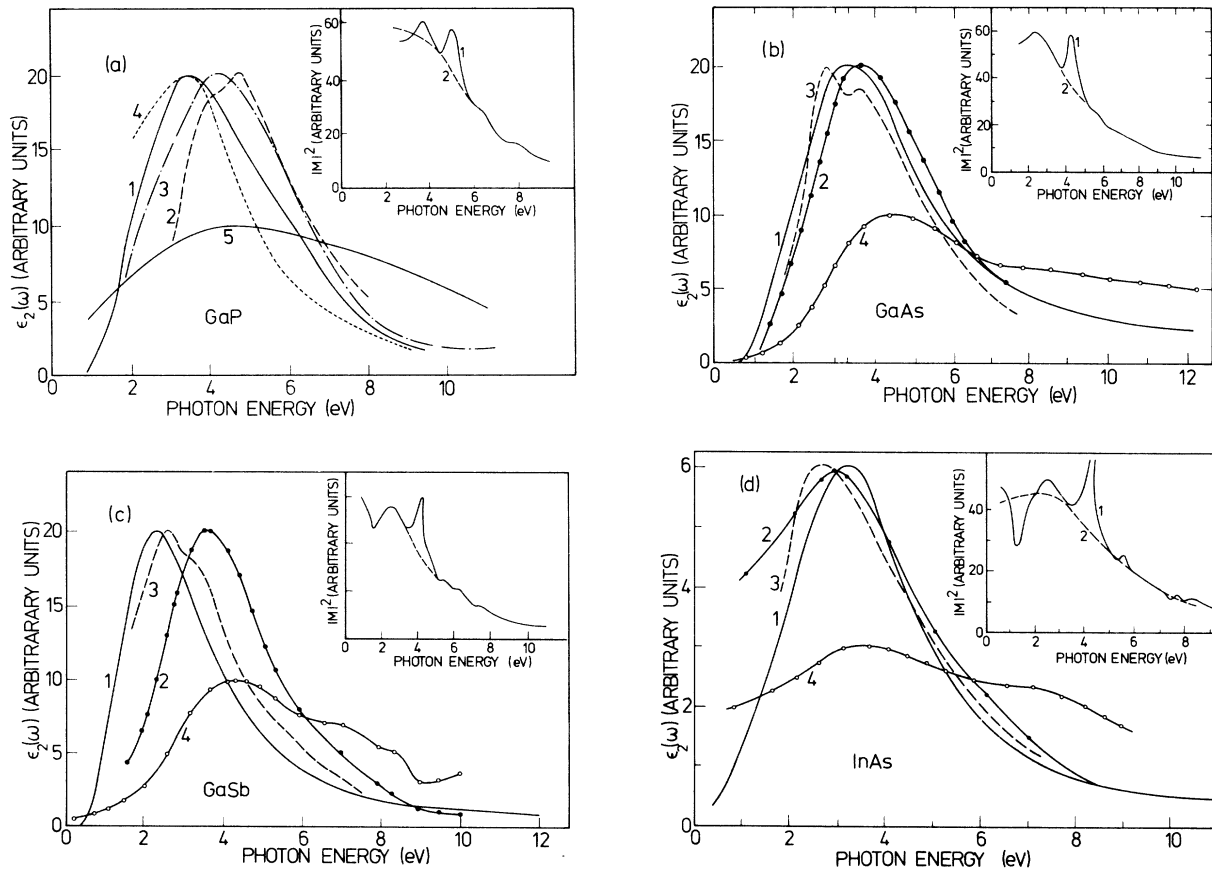 (a)
ϵ₂(ω) (ARBITRARY UNITS)
20
15
10
5
0
0 2 4 6 8 10
PHOTON ENERGY (eV)
GaP
1
2
3
4
5
|M|² (ARBITRARY UNITS)
60
40
20
0
2 4 6 8
PHOTON ENERGY (eV)
1
2
(b)
ϵ₂(ω) (ARBITRARY UNITS)
20
15
10
5
0
0 2 4 6 8 10 12
PHOTON ENERGY (eV)
GaAs
1
2
3
4
|M|² (ARBITRARY UNITS)
60
40
20
0
2 4 6 8 10
PHOTON ENERGY (eV)
1
2
(c)
ϵ₂(ω) (ARBITRARARY UNITS)
20
15
10
5
0
0 2 4 6 8 10 12
PHOTON ENERGY (eV)
GaSb
1
2
3
4
|M|² (ARBITRARY UNITS)
0 2 4 6 8 10
PHOTON ENERGY (eV)
(d)
ϵ₂(ω) (ARBITRARY UNITS)
6
4
2
0
0 2 4 6 8 10
PHOTON ENERGY (eV)
InAs
1
2
3
4
|M|² (ARBITRARY UNITS)
40
20
0
0 2 4 6 8
PHOTON ENERGY (eV)
1
2